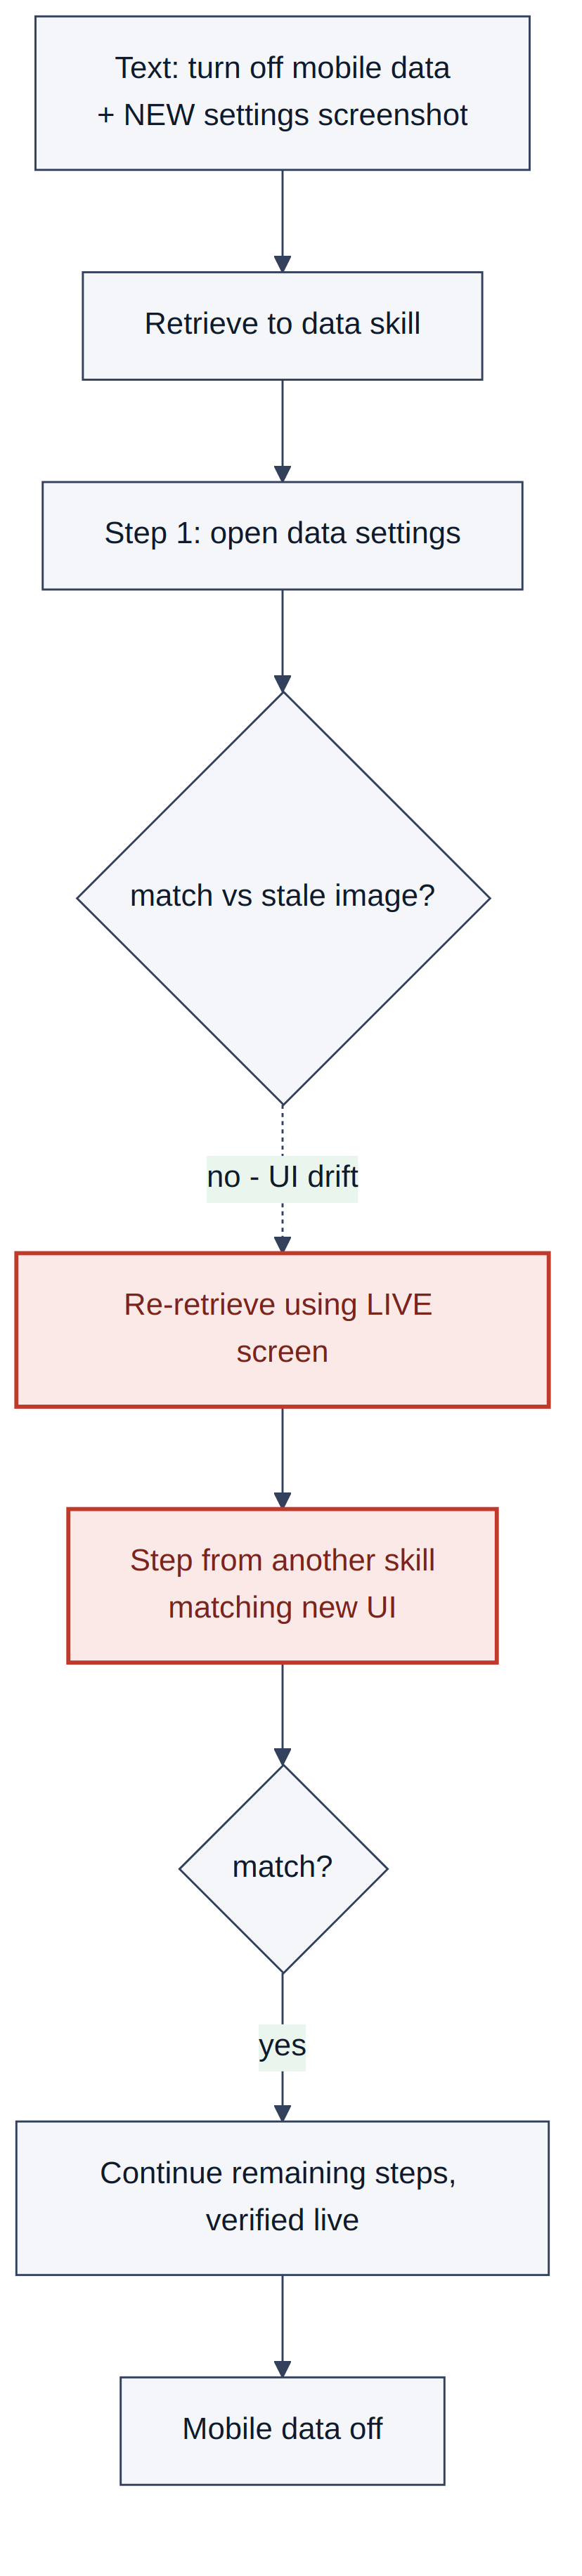 Text: turn off mobile data
+ NEW settings screenshot
Retrieve to data skill
Step 1: open data settings
match vs stale image?
no - UI drift
Re-retrieve using LIVE
screen
Step from another skill
matching new UI
match?
yes
Continue remaining steps,
verified live
Mobile data off